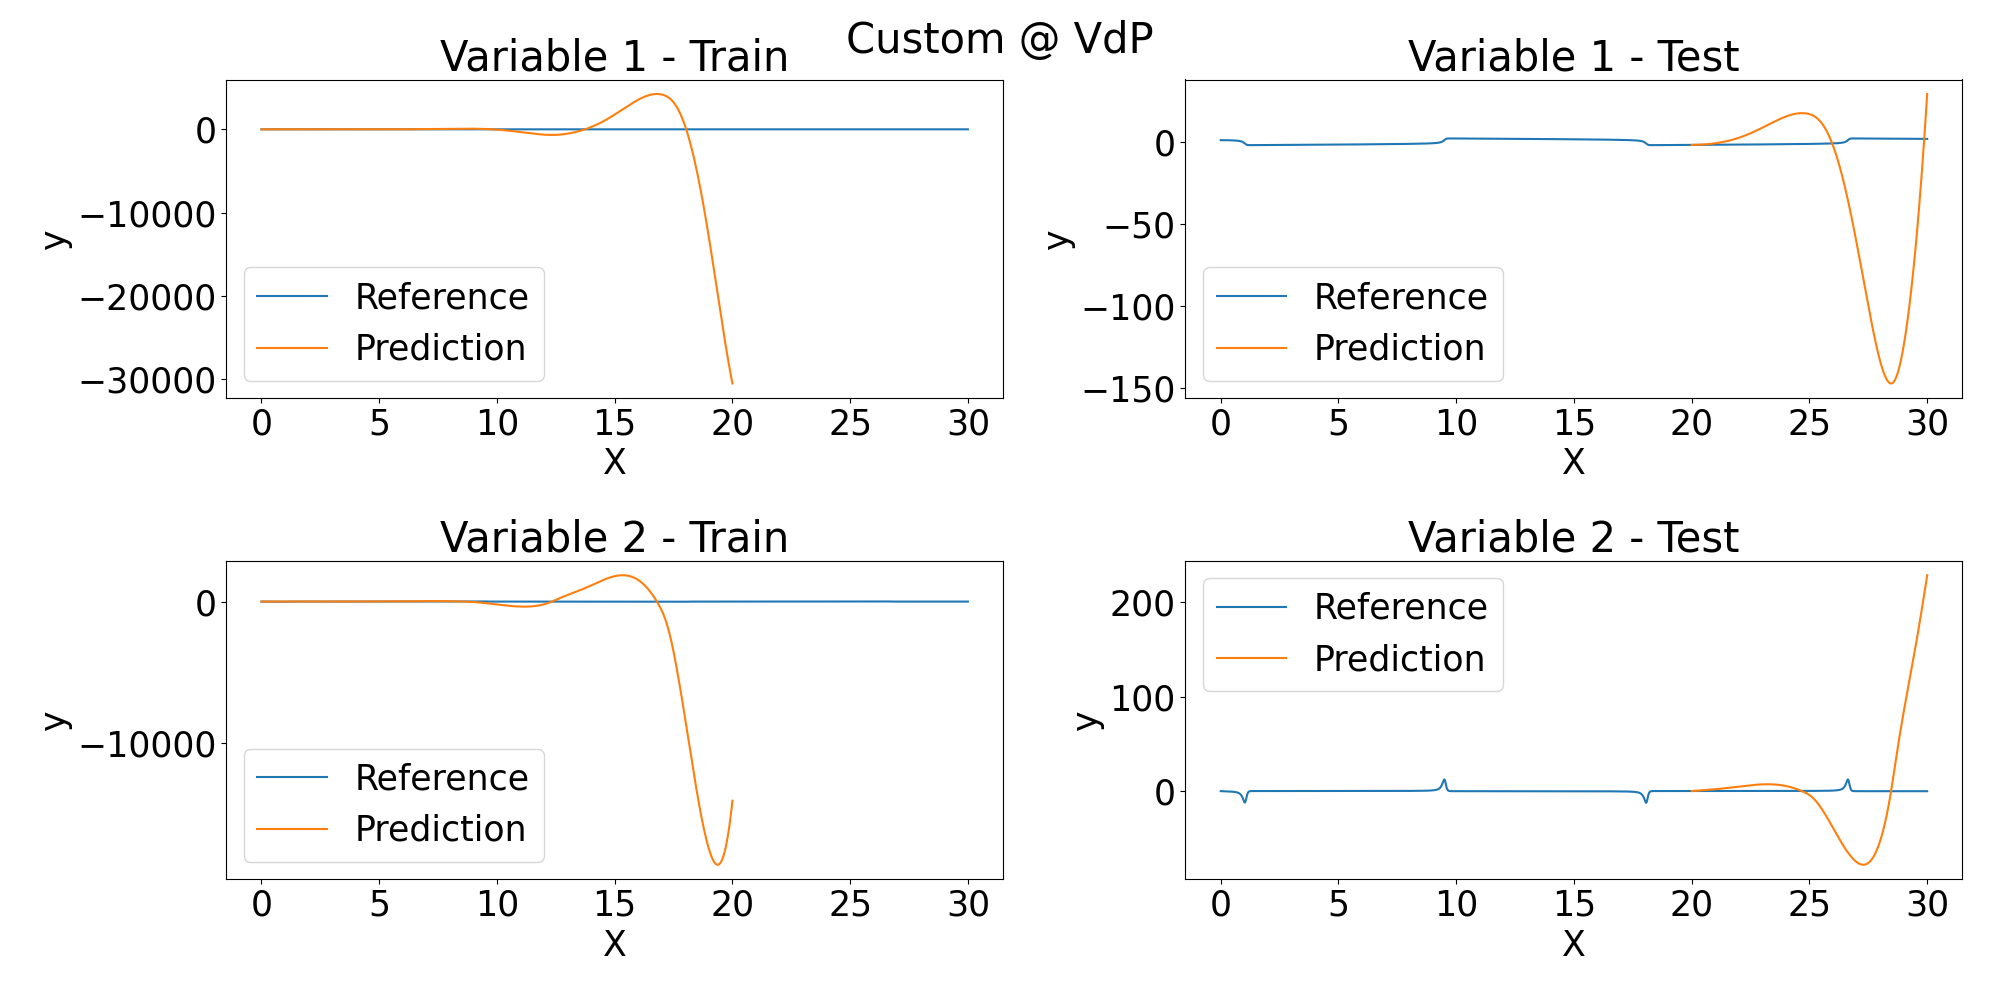 Custom @ VdP
Variable 1 - Train
0
−10000
−20000
−30000
y
Reference
Prediction
0 5 10 15 20 25 30
X
Variable 1 - Test
0
−50
−100
−150
y
Reference
Prediction
0 5 10 15 20 25 30
X
Variable 2 - Train
0
−10000
y
Reference
Prediction
0 5 10 15 20 25 30
X
Variable 2 - Test
200
100
0
y
Reference
Prediction
0 5 10 15 20 25 30
X